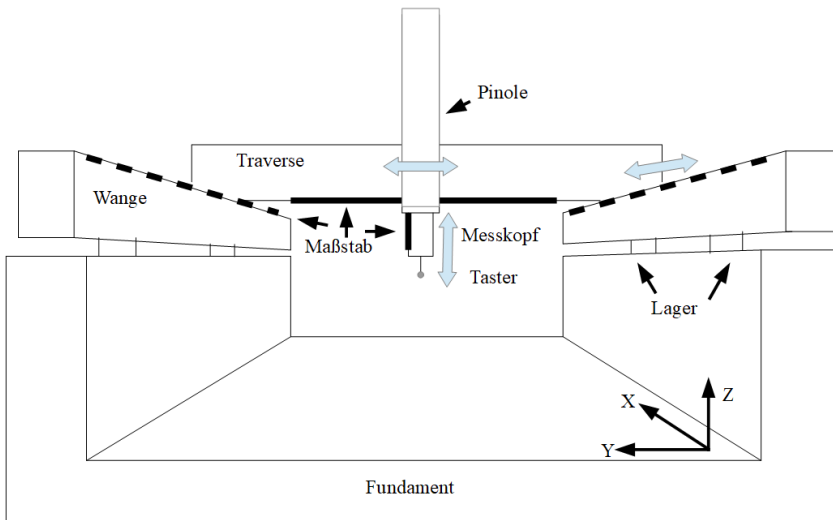 Pinole
Traverse
Wange
Messkopf
Maßstab
Taster
Lager
X
Z
Y
Fundament